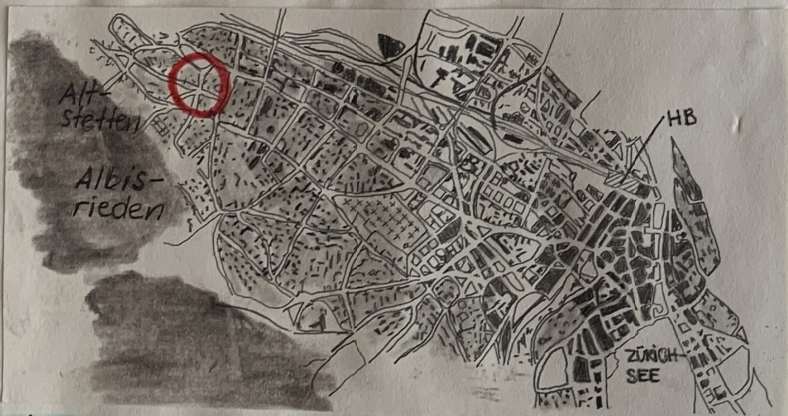 Alt-
stetten
Albis-
rieden
HB
ZÜRICH-
SEE